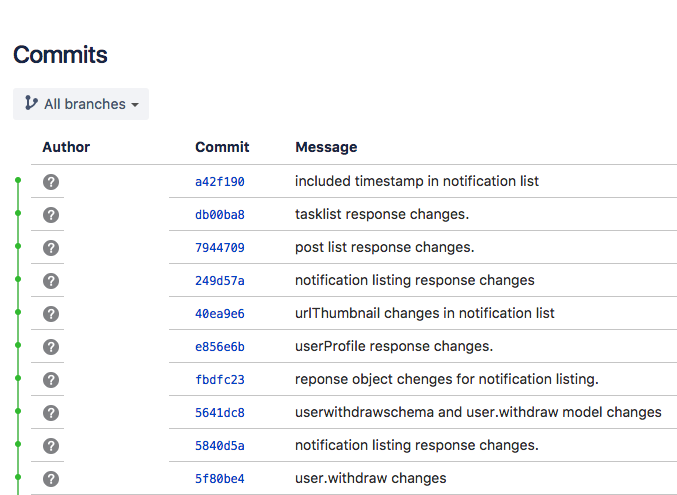 Commits
All branches
Author Commit Message
? a42f190 included timestamp in notification list
? db00ba8 tasklist response changes.
? 7944709 post list response changes.
? 249d57a notification listing response changes
? 40ea9e6 urlThumbnail changes in notification list
? e856e6b userProfile response changes.
? fbdfc23 reponse object chenges for notification listing.
? 5641dc8 userwithdrawschema and user.withdraw model changes
? 5840d5a notification listing response changes.
? 5f80be4 user.withdraw changes